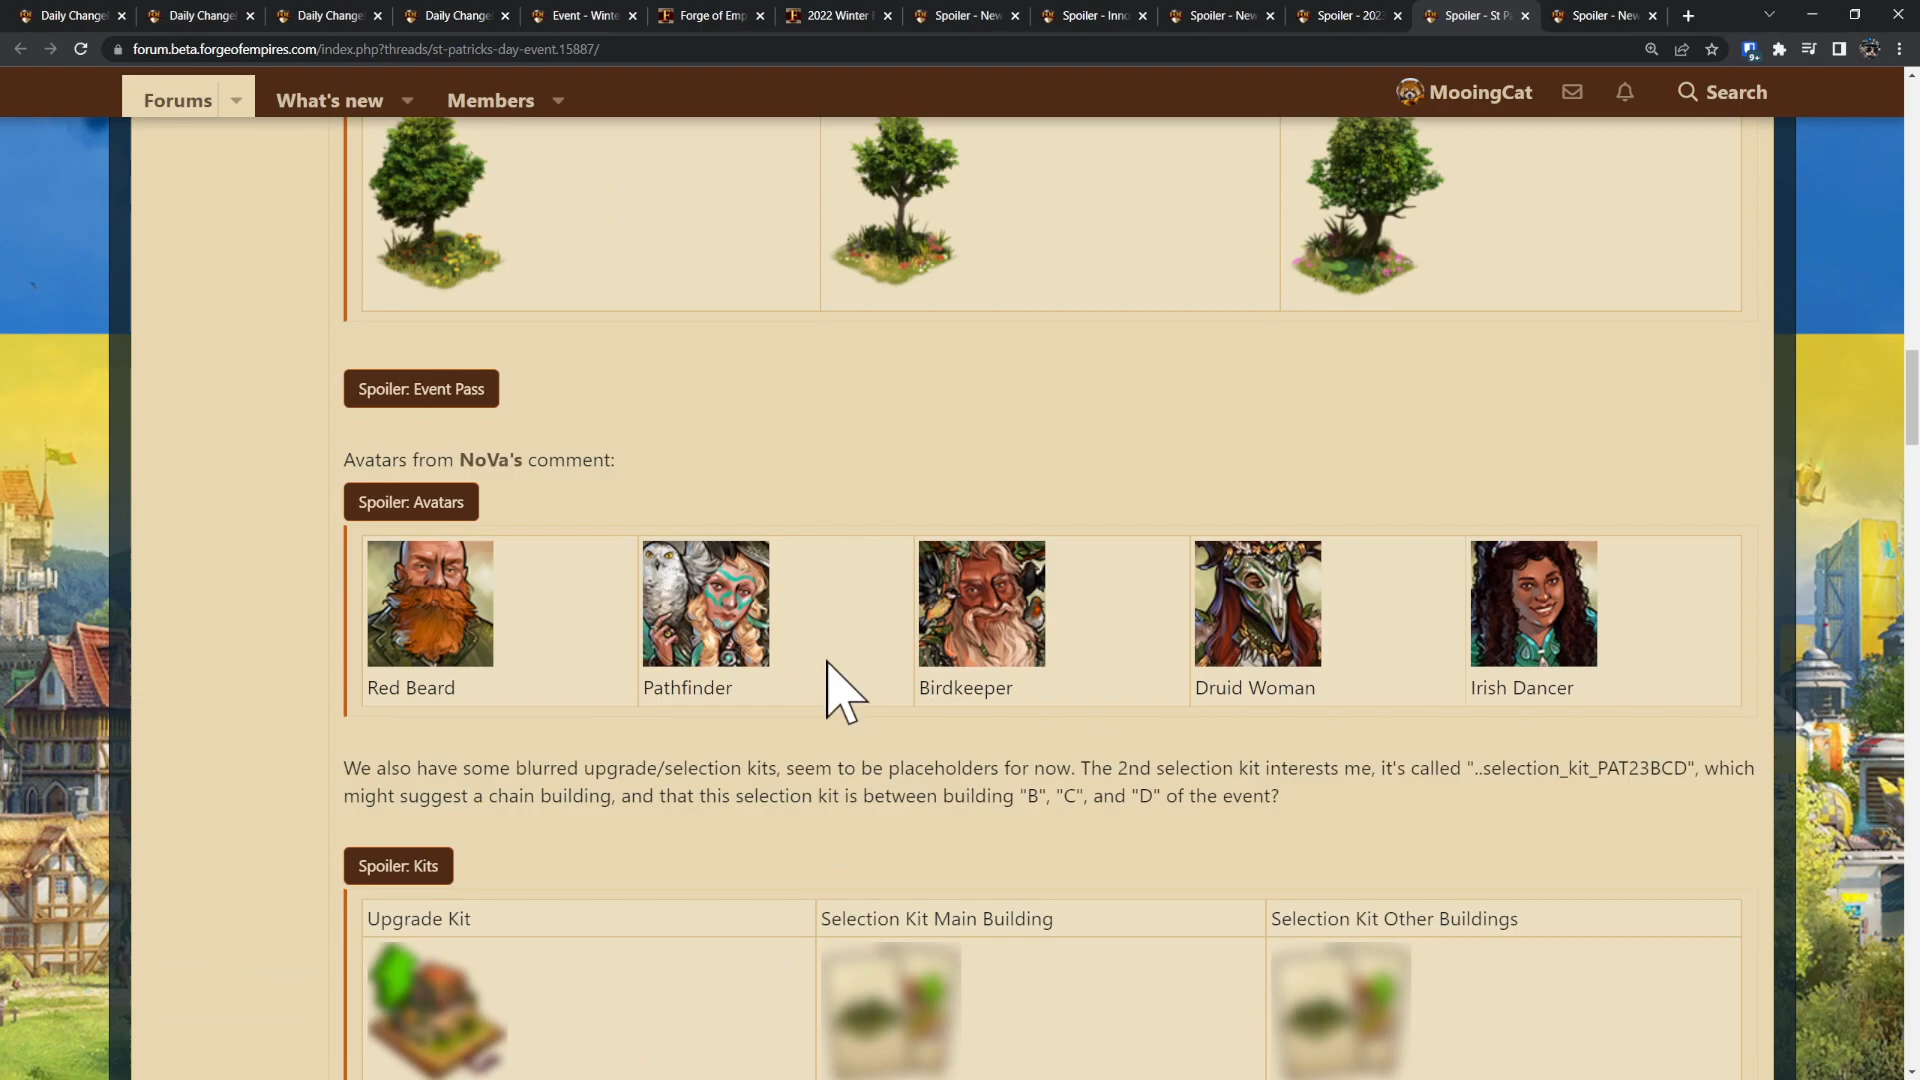 Daily Change
Daily Change
Daily Change
Daily Change
Event - Winte
Forge of Emp
2022 Winter E
Spoiler - New
Spoiler - Inno
Spoiler - New
Spoiler - 202
Spoiler - St Pa
Spoiler - New
forum.beta.forgeofempires.com/index.php?threads/st-patricks-day-event.15887/
9+
Forums
What's new
Members
MooingCat
Search
Spoiler: Event Pass
Avatars from NoVa's comment:
Spoiler: Avatars
Red Beard
Pathfinder
Birdkeeper
Druid Woman
Irish Dancer
We also have some blurred upgrade/selection kits, seem to be placeholders for now. The 2nd selection kit interests me, it's called "..selection_kit_PAT23BCD", which
might suggest a chain building, and that this selection kit is between building "B", "C", and "D" of the event?
Spoiler: Kits
Upgrade Kit
Selection Kit Main Building
Selection Kit Other Buildings